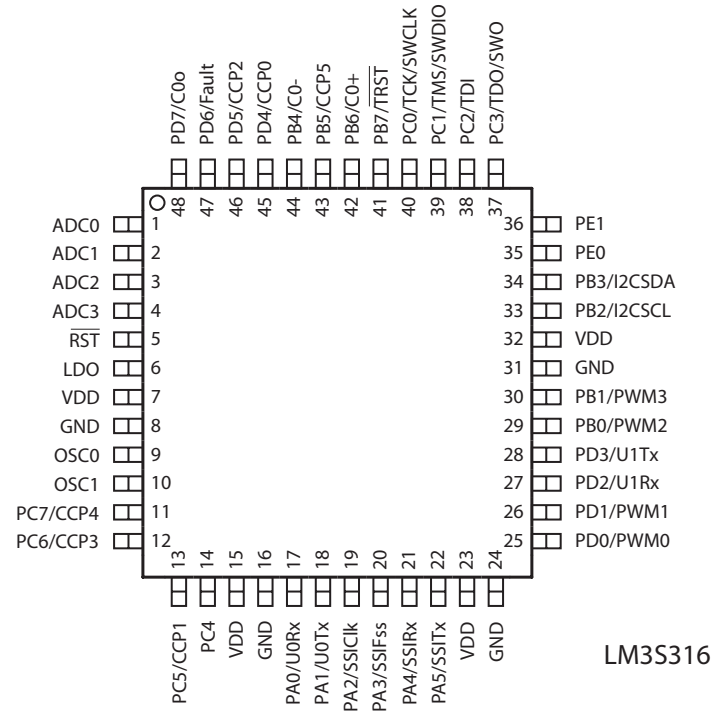 PD7/C0o
PD6/Fault
PD5/CCP2
PD4/CCP0
PB4/C0-
PB5/CCP5
PB6/C0+
PB7/TRST
PC0/TCK/SWCLK
PC1/TMS/SWDIO
PC2/TDI
PC3/TDO/SWO
48
47
46
45
44
43
42
41
40
39
38
37
ADC0 1
ADC1 2
ADC2 3
ADC3 4
RST 5
LDO 6
VDD 7
GND 8
OSC0 9
OSC1 10
PC7/CCP4 11
PC6/CCP3 12
36 PE1
35 PE0
34 PB3/I2CSDA
33 PB2/I2CSCL
32 VDD
31 GND
30 PB1/PWM3
29 PB0/PWM2
28 PD3/U1Tx
27 PD2/U1Rx
26 PD1/PWM1
25 PD0/PWM0
13
14
15
16
17
18
19
20
21
22
23
24
PC5/CCP1
PC4
VDD
GND
PA0/U0Rx
PA1/U0Tx
PA2/SSIClk
PA3/SSIFss
PA4/SSIRx
PA5/SSITx
VDD
GND
LM3S316